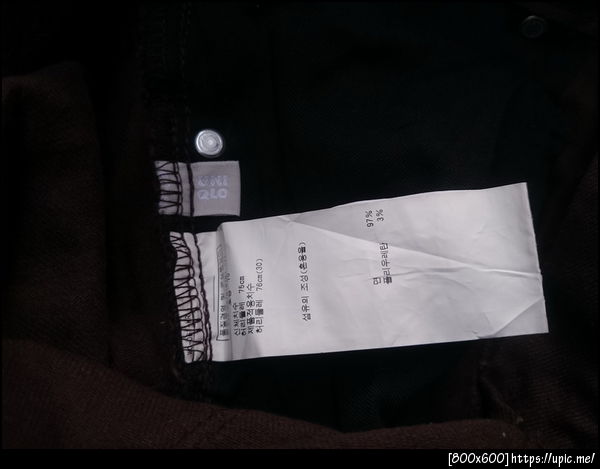 UNI
QLO
신체치수
허리둘레 76cm
제품적용치수
허리둘레 76cm(30)
섬유의 조성(혼용율)
면 97%
폴리우레탄 3%
[800x600]https://upic.me/